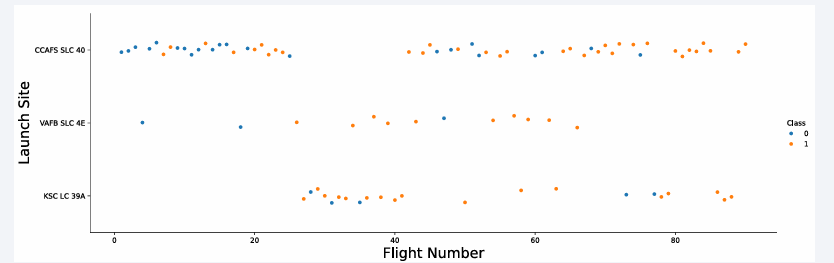 Launch Site
CCAFS SLC 40
VAFB SLC 4E
KSC LC 39A
0 20 40 60 80
Flight Number
Class
0
1